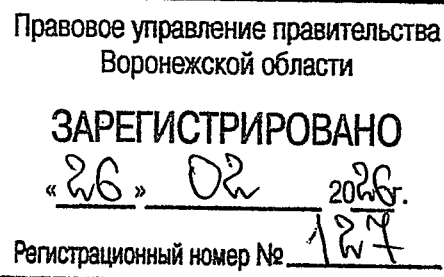 Правовое управление правительства
Воронежской области
ЗАРЕГИСТРИРОВАНО
«26» 02 2026г.
Регистрационный номер № 127